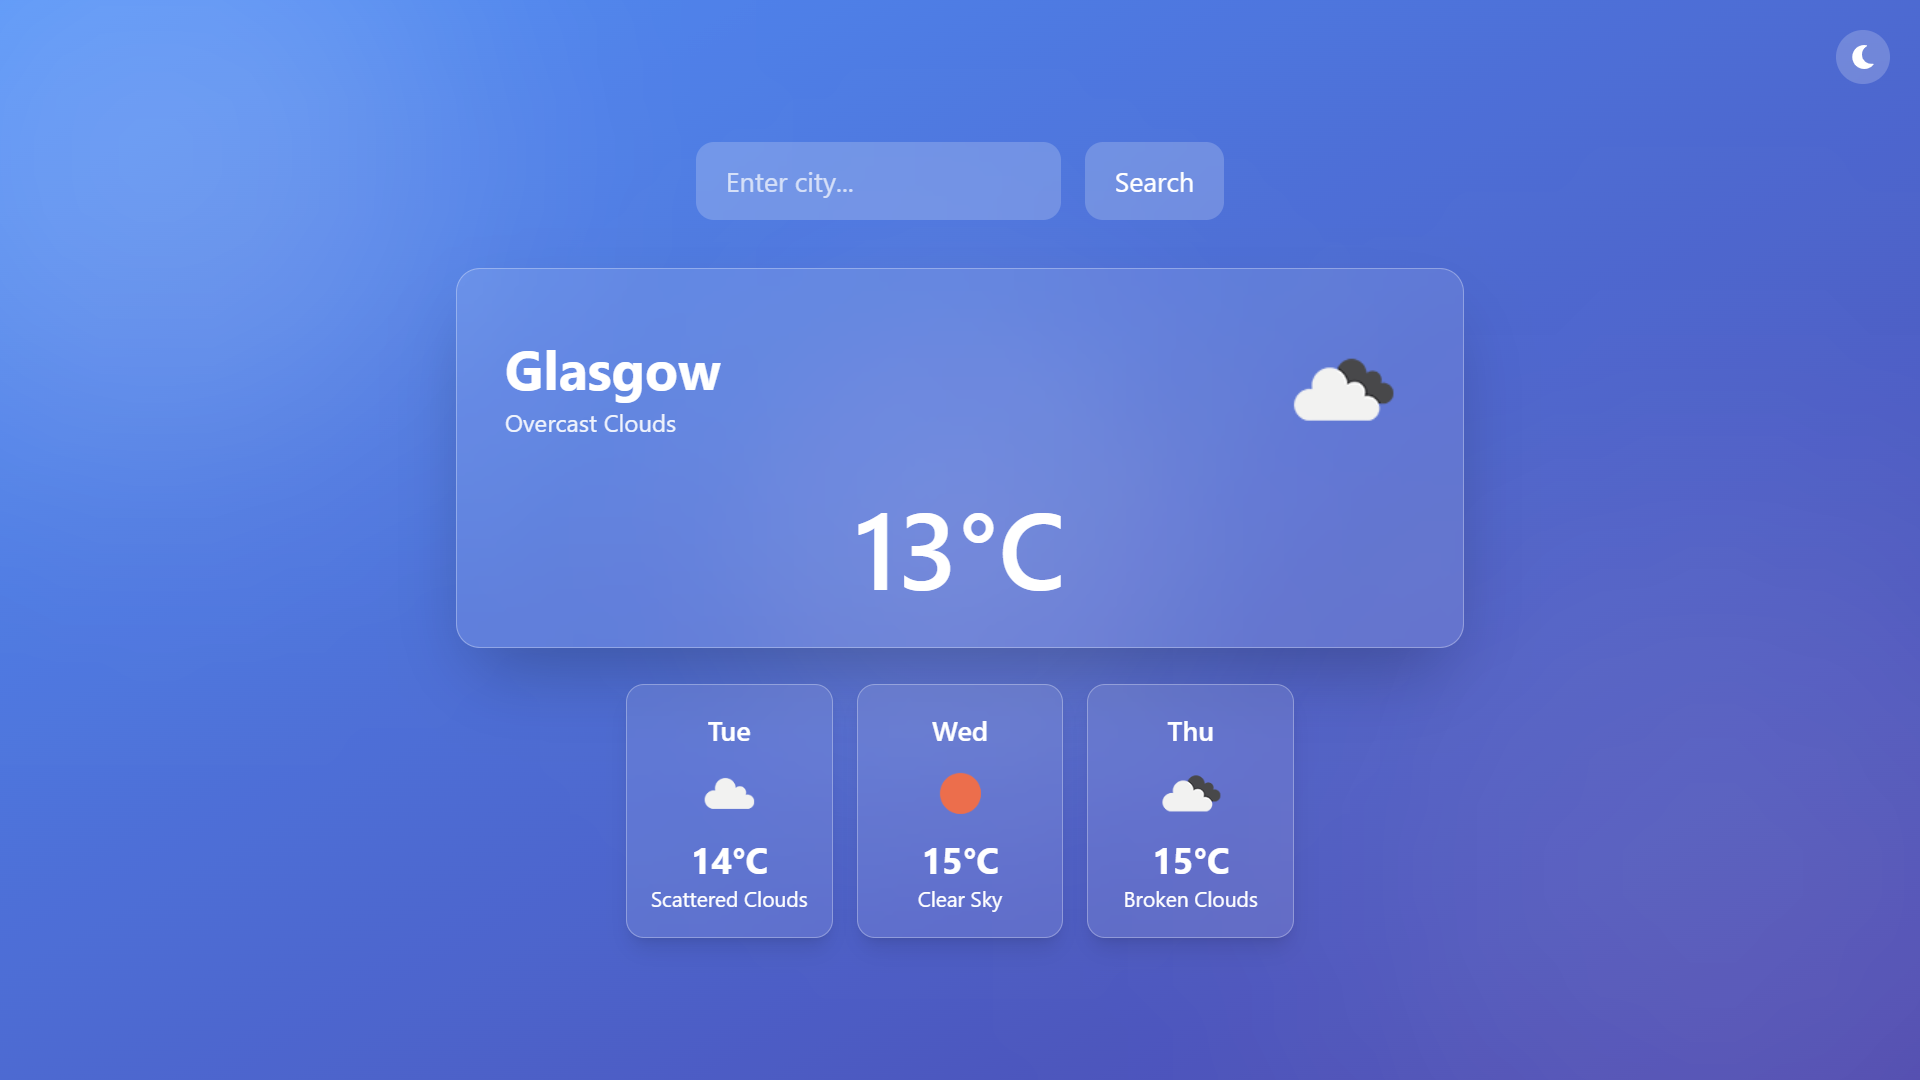 Enter city...
Search
Glasgow
Overcast Clouds
13°C
Tue
14°C
Scattered Clouds
Wed
15°C
Clear Sky
Thu
15°C
Broken Clouds